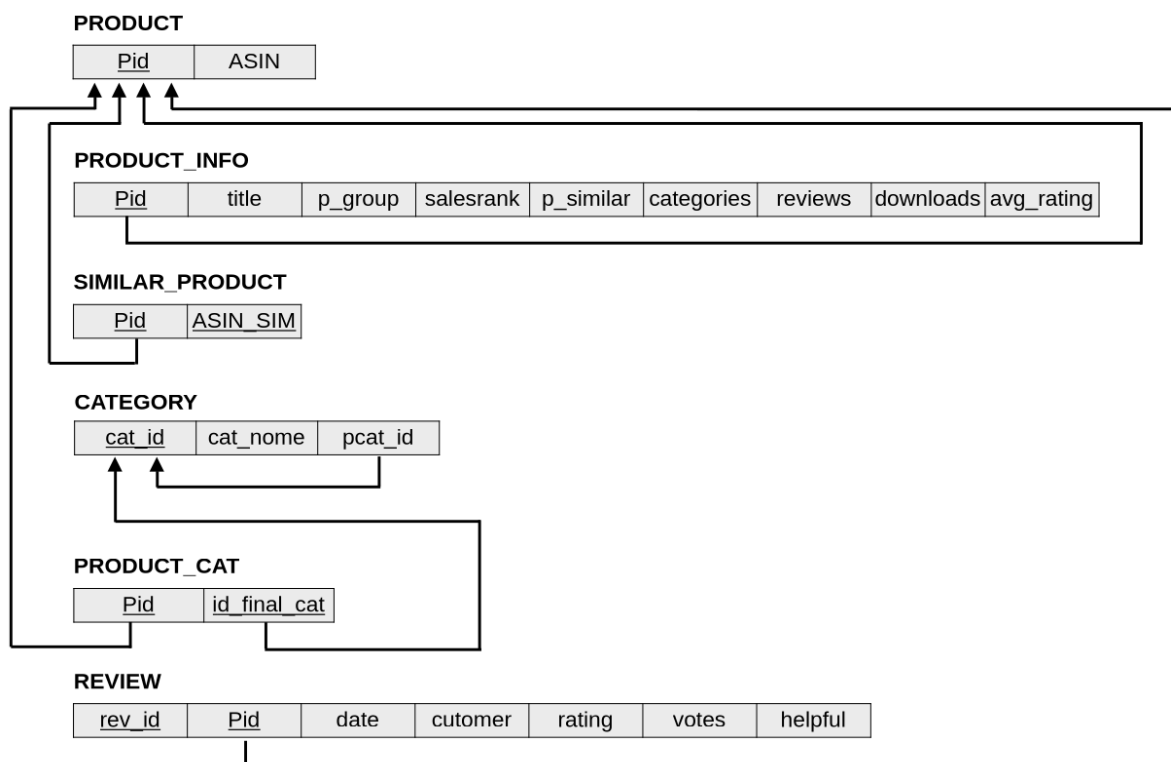 PRODUCT
Pid ASIN
PRODUCT_INFO
Pid title p_group salesrank p_similar categories reviews downloads avg_rating
SIMILAR_PRODUCT
Pid ASIN_SIM
CATEGORY
cat_id cat_nome pcat_id
PRODUCT_CAT
Pid id_final_cat
REVIEW
rev_id Pid date cutomer rating votes helpful